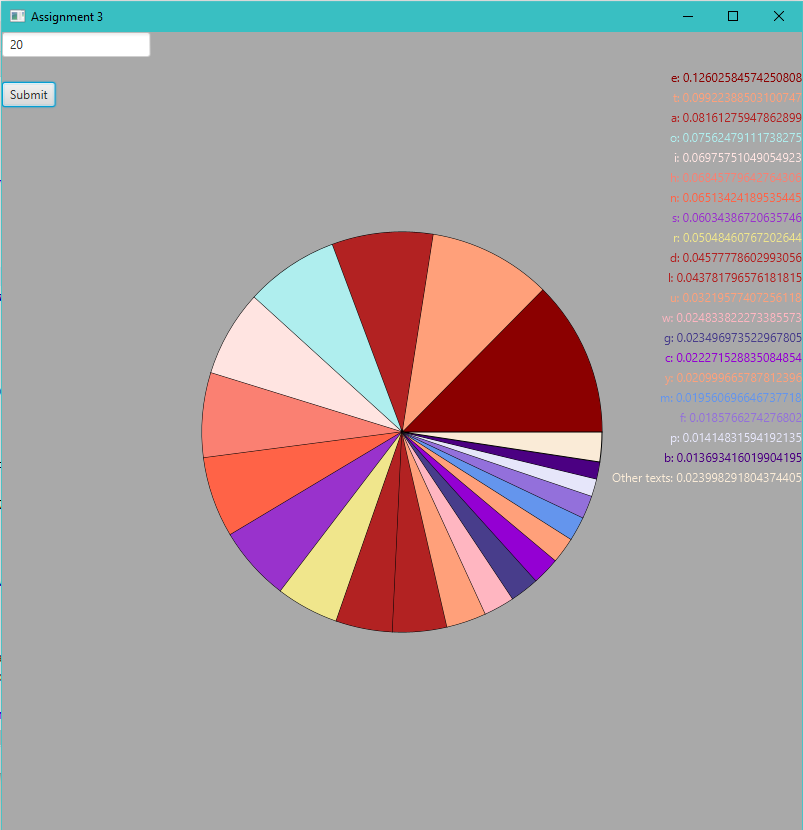 Assignment 3
20
Submit
e: 0.12602584574250808
t: 0.09922388503100747
a: 0.08161275947862899
o: 0.07562479111738275
i: 0.06975751049054923
n: 0.06513424189535445
s: 0.06034386720635746
r: 0.05048460767202644
d: 0.04577778602993056
l: 0.043781796576181815
u: 0.03219577407256118
w: 0.024833822273385573
g: 0.023496973522967805
c: 0.022271528835084854
y: 0.020999665787812396
m: 0.019560696646737718
f: 0.0185766274276802
p: 0.01414831594192135
b: 0.013693416019904195
Other texts: 0.023998291804374405